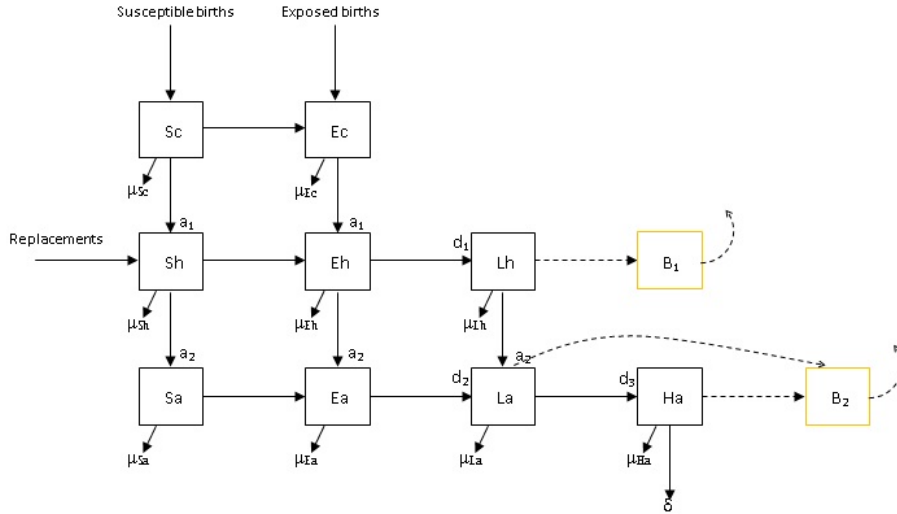 Susceptible births
Exposed births
Sc
Ec
μSc
μEc
a₁
a₁
Replacements
d₁
Sh
Eh
Lh
B₁
μSh
μEh
μLh
a₂
a₂
a₂
d₂
d₃
Sa
Ea
La
Ha
B₂
μSa
μEa
μLa
μHa
δ